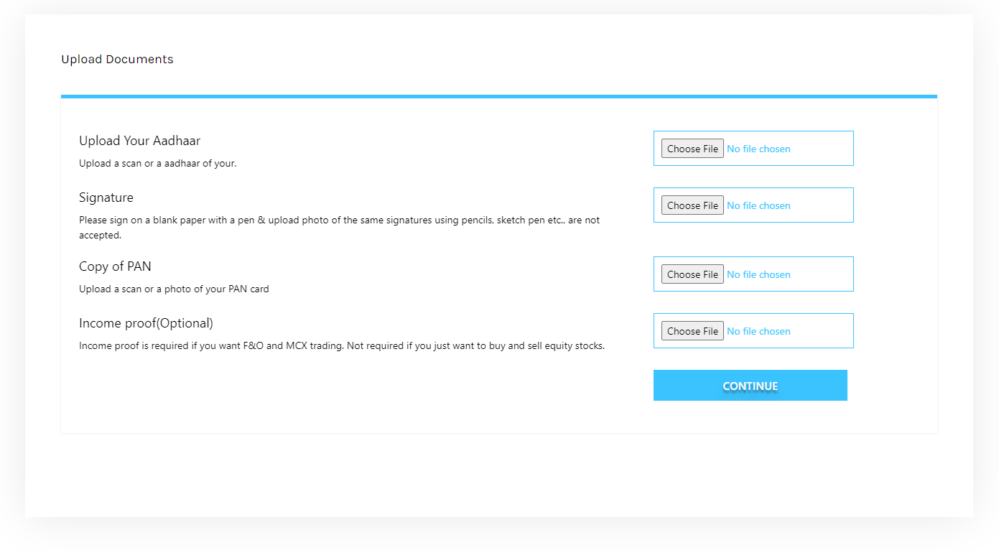 Upload Documents
Upload Your Aadhaar
Upload a scan or a aadhaar of your.
Choose File No file chosen
Signature
Please sign on a blank paper with a pen & upload photo of the same signatures using pencils, sketch pen etc., are not
accepted.
Choose File No file chosen
Copy of PAN
Upload a scan or a photo of your PAN card
Choose File No file chosen
Income proof(Optional)
Income proof is required if you want F&O and MCX trading. Not required if you just want to buy and sell equity stocks.
Choose File No file chosen
CONTINUE